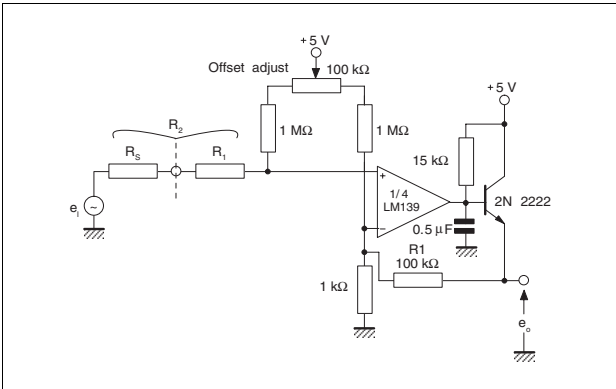 +5 V
Offset adjust
100 kΩ
+5 V
R2
1 MΩ
1 MΩ
15 kΩ
RS
R1
+
1/4
LM139
2N 2222
ei
~
0.5 μF
−
R1
100 kΩ
1 kΩ
eo